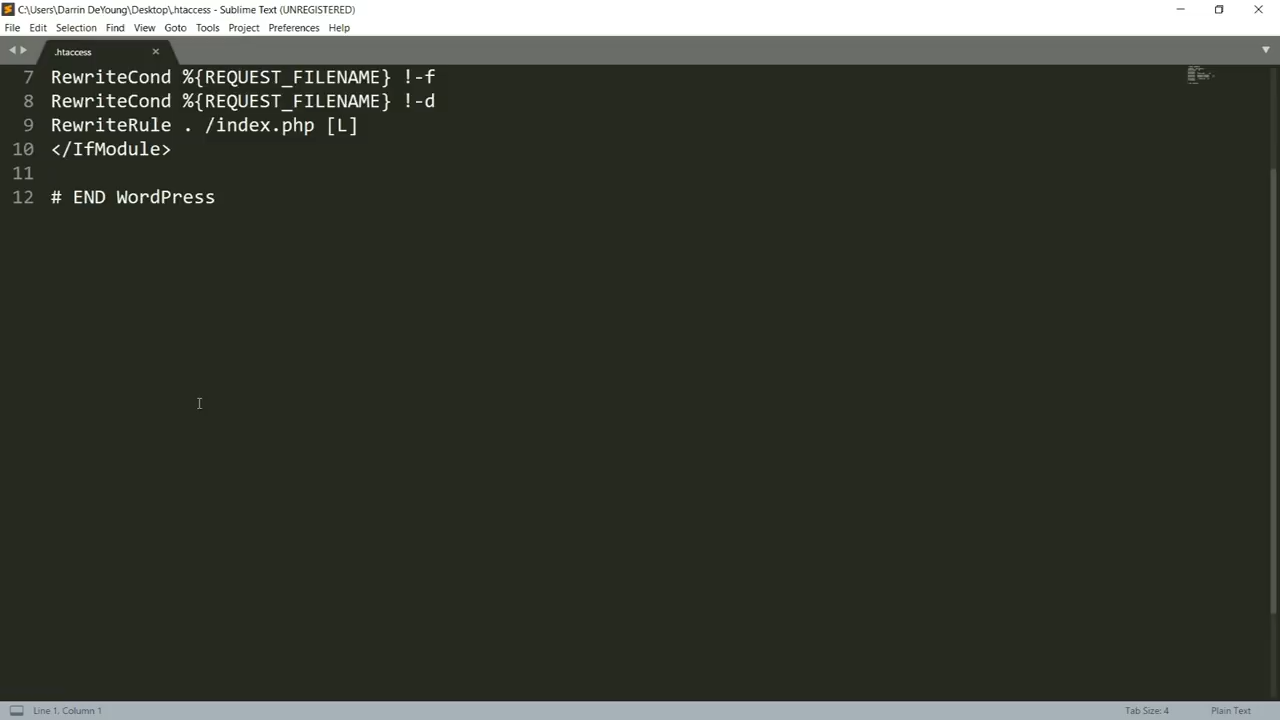 C:\Users\Darrin DeYoung\Desktop\.htaccess - Sublime Text (UNREGISTERED)
File Edit Selection Find View Goto Tools Project Preferences Help
.htaccess
7 RewriteCond %{REQUEST_FILENAME} !-f
8 RewriteCond %{REQUEST_FILENAME} !-d
9 RewriteRule . /index.php [L]
10 </IfModule>
11
12 # END WordPress
Line 1, Column 1 Tab Size: 4 Plain Text